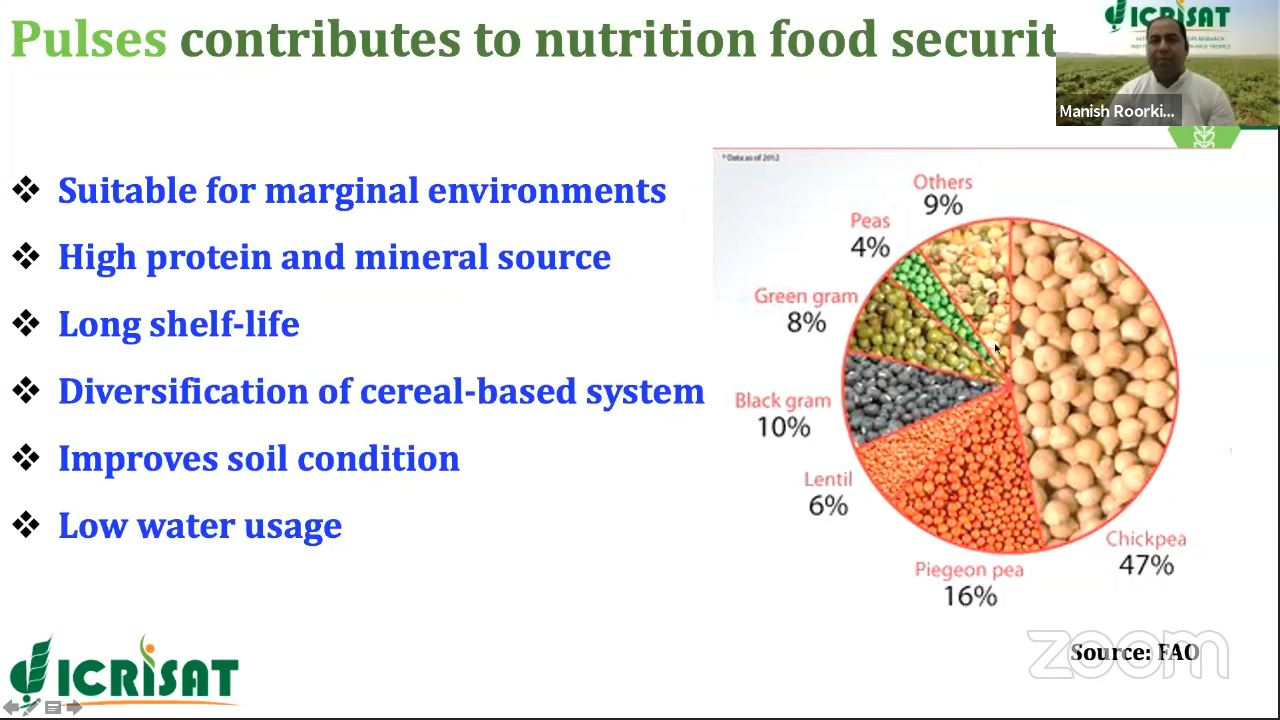 Pulses contributes to nutrition food securit
ICRISAT
Manish Roorki...
* Data as of 2012
❖ Suitable for marginal environments
❖ High protein and mineral source
❖ Long shelf-life
❖ Diversification of cereal-based system
❖ Improves soil condition
❖ Low water usage
Others
9%
Peas
4%
Green gram
8%
Black gram
10%
Lentil
6%
Piegeon pea
16%
Chickpea
47%
zoom
Source: FAO
ICRISAT